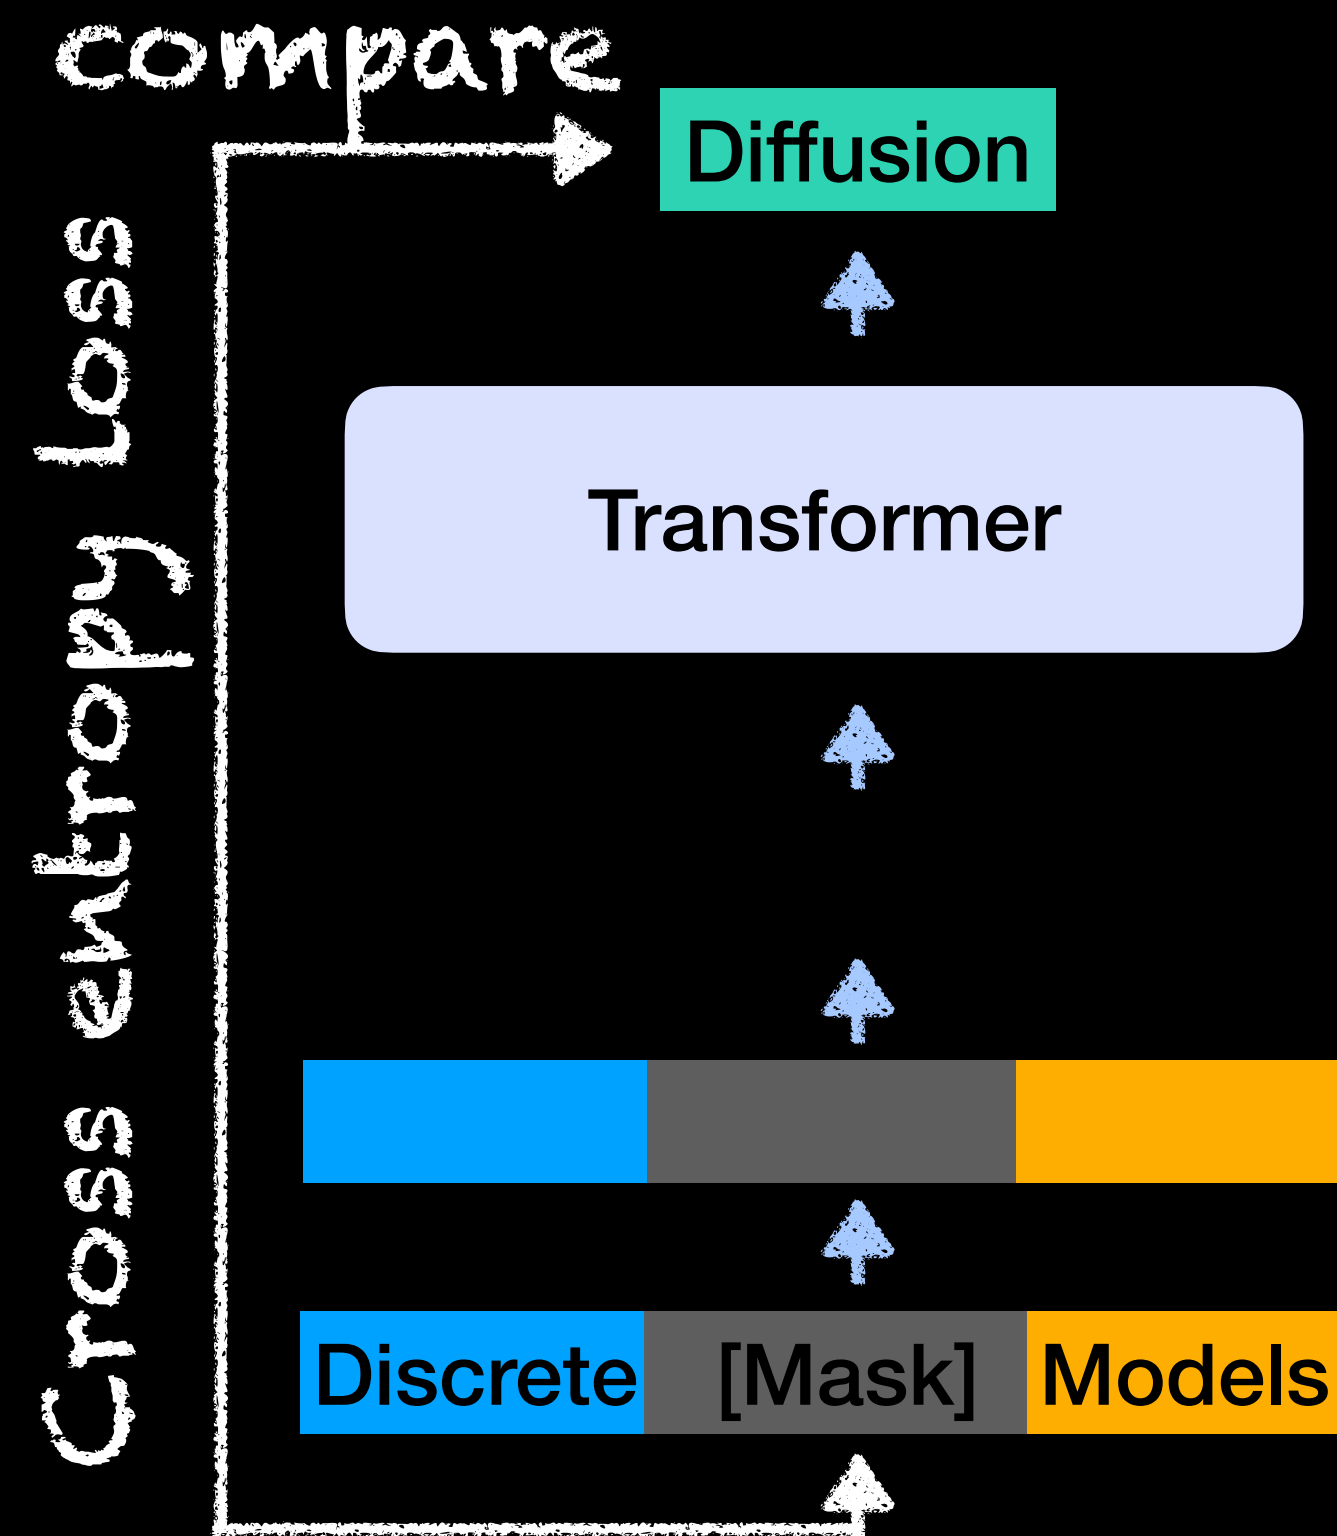 compare
Diffusion
Cross entropy Loss
Transformer
Discrete [Mask] Models